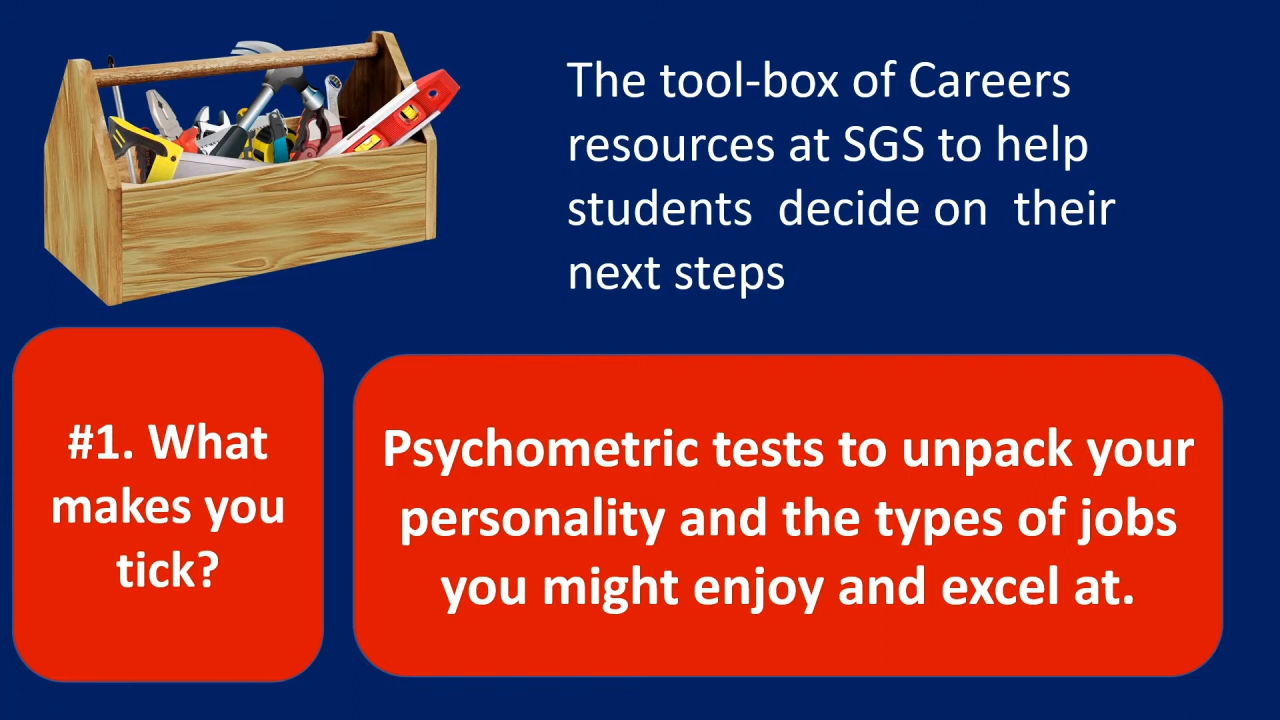 The tool-box of Careers
resources at SGS to help
students  decide on  their
next steps
#1. What
makes you
tick?
Psychometric tests to unpack your
personality and the types of jobs
you might enjoy and excel at.